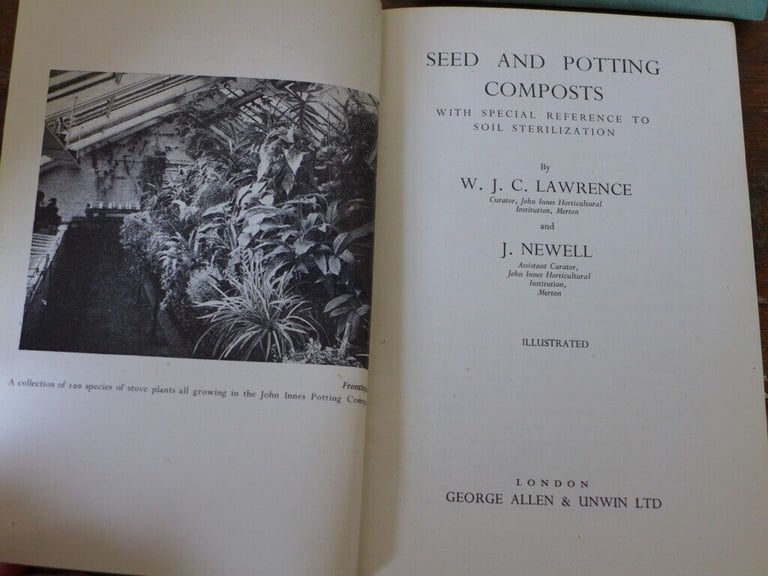 Frontis
A collection of 100 species of stove plants all growing in the John Innes Potting Comp
SEED AND POTTING
COMPOSTS
WITH SPECIAL REFERENCE TO
SOIL STERILIZATION
By
W. J. C. LAWRENCE
Curator, John Innes Horticultural
Institution, Merton
and
J. NEWELL
Assistant Curator,
John Innes Horticultural
Institution,
Merton
ILLUSTRATED
LONDON
GEORGE ALLEN & UNWIN LTD